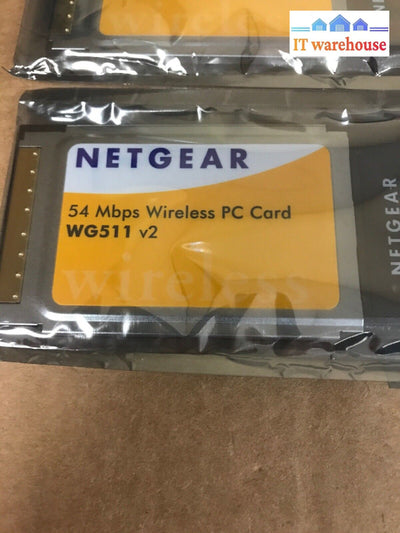 IT warehouse
NETGEAR
54 Mbps Wireless PC Card
WG511 v2
wireless
NETGEAR